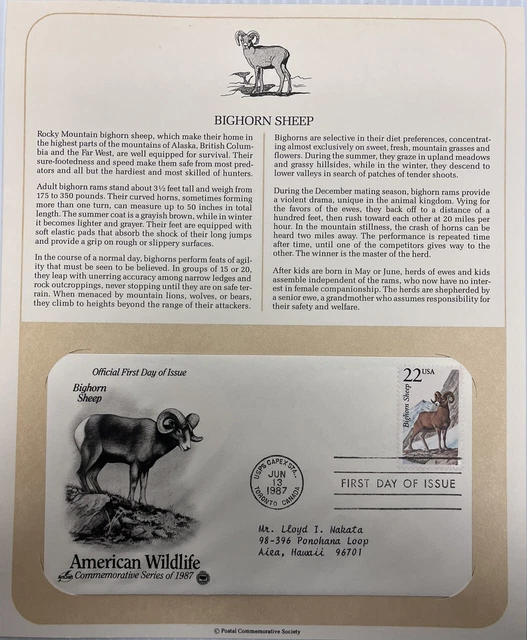 BIGHORN SHEEP
Rocky Mountain bighorn sheep, which make their home in
the highest parts of the mountains of Alaska, British Colum-
bia and the Far West, are well equipped for survival. Their
sure-footedness and speed make them safe from most pred-
ators and all but the hardiest and most skilled of hunters.
Adult bighorn rams stand about 3½ feet tall and weigh from
175 to 350 pounds. Their curved horns, sometimes forming
more than one turn, can measure up to 50 inches in total
length. The summer coat is a grayish brown, while in winter
it becomes lighter and grayer. Their feet are equipped with
soft elastic pads that absorb the shock of their long jumps
and provide a grip on rough or slippery surfaces.
In the course of a normal day, bighorns perform feats of agil-
ity that must be seen to be believed. In groups of 15 or 20,
they leap with unerring accuracy among narrow ledges and
rock outcroppings, never stopping until they are on safe ter-
rain. When menaced by mountain lions, wolves, or bears,
they climb to heights beyond the range of their attackers.
Bighorns are selective in their diet preferences, concentrat-
ing almost exclusively on sweet, fresh, mountain grasses and
flowers. During the summer, they graze in upland meadows
and grassy hillsides, while in the winter, they descend to
lower valleys in search of patches of tender shoots.
During the December mating season, bighorn rams provide
a violent drama, unique in the animal kingdom. Vying for
the favors of the ewes, they back off to a distance of a
hundred feet, then rush toward each other at 20 miles per
hour. In the mountain stillness, the crash of horns can be
heard two miles away. The performance is repeated time
after time, until one of the competitors gives way to the
other. The winner is the master of the herd.
After kids are born in May or June, herds of ewes and kids
assemble independent of the rams, who now have no inter-
est in female companionship. The herds are shepherded by
a senior ewe, a grandmother who assumes responsibility for
their safety and welfare.
Official First Day of Issue
Bighorn
Sheep
22 USA
Bighorn Sheep
USPS CAPEX STA.
JUN
13
1987
TORONTO CANADA
FIRST DAY OF ISSUE
Mr. Lloyd I. Nakata
98-396 Ponohana Loop
Aiea, Hawaii 96701
American Wildlife
Commemorative Series of 1987
© Postal Commemorative Society